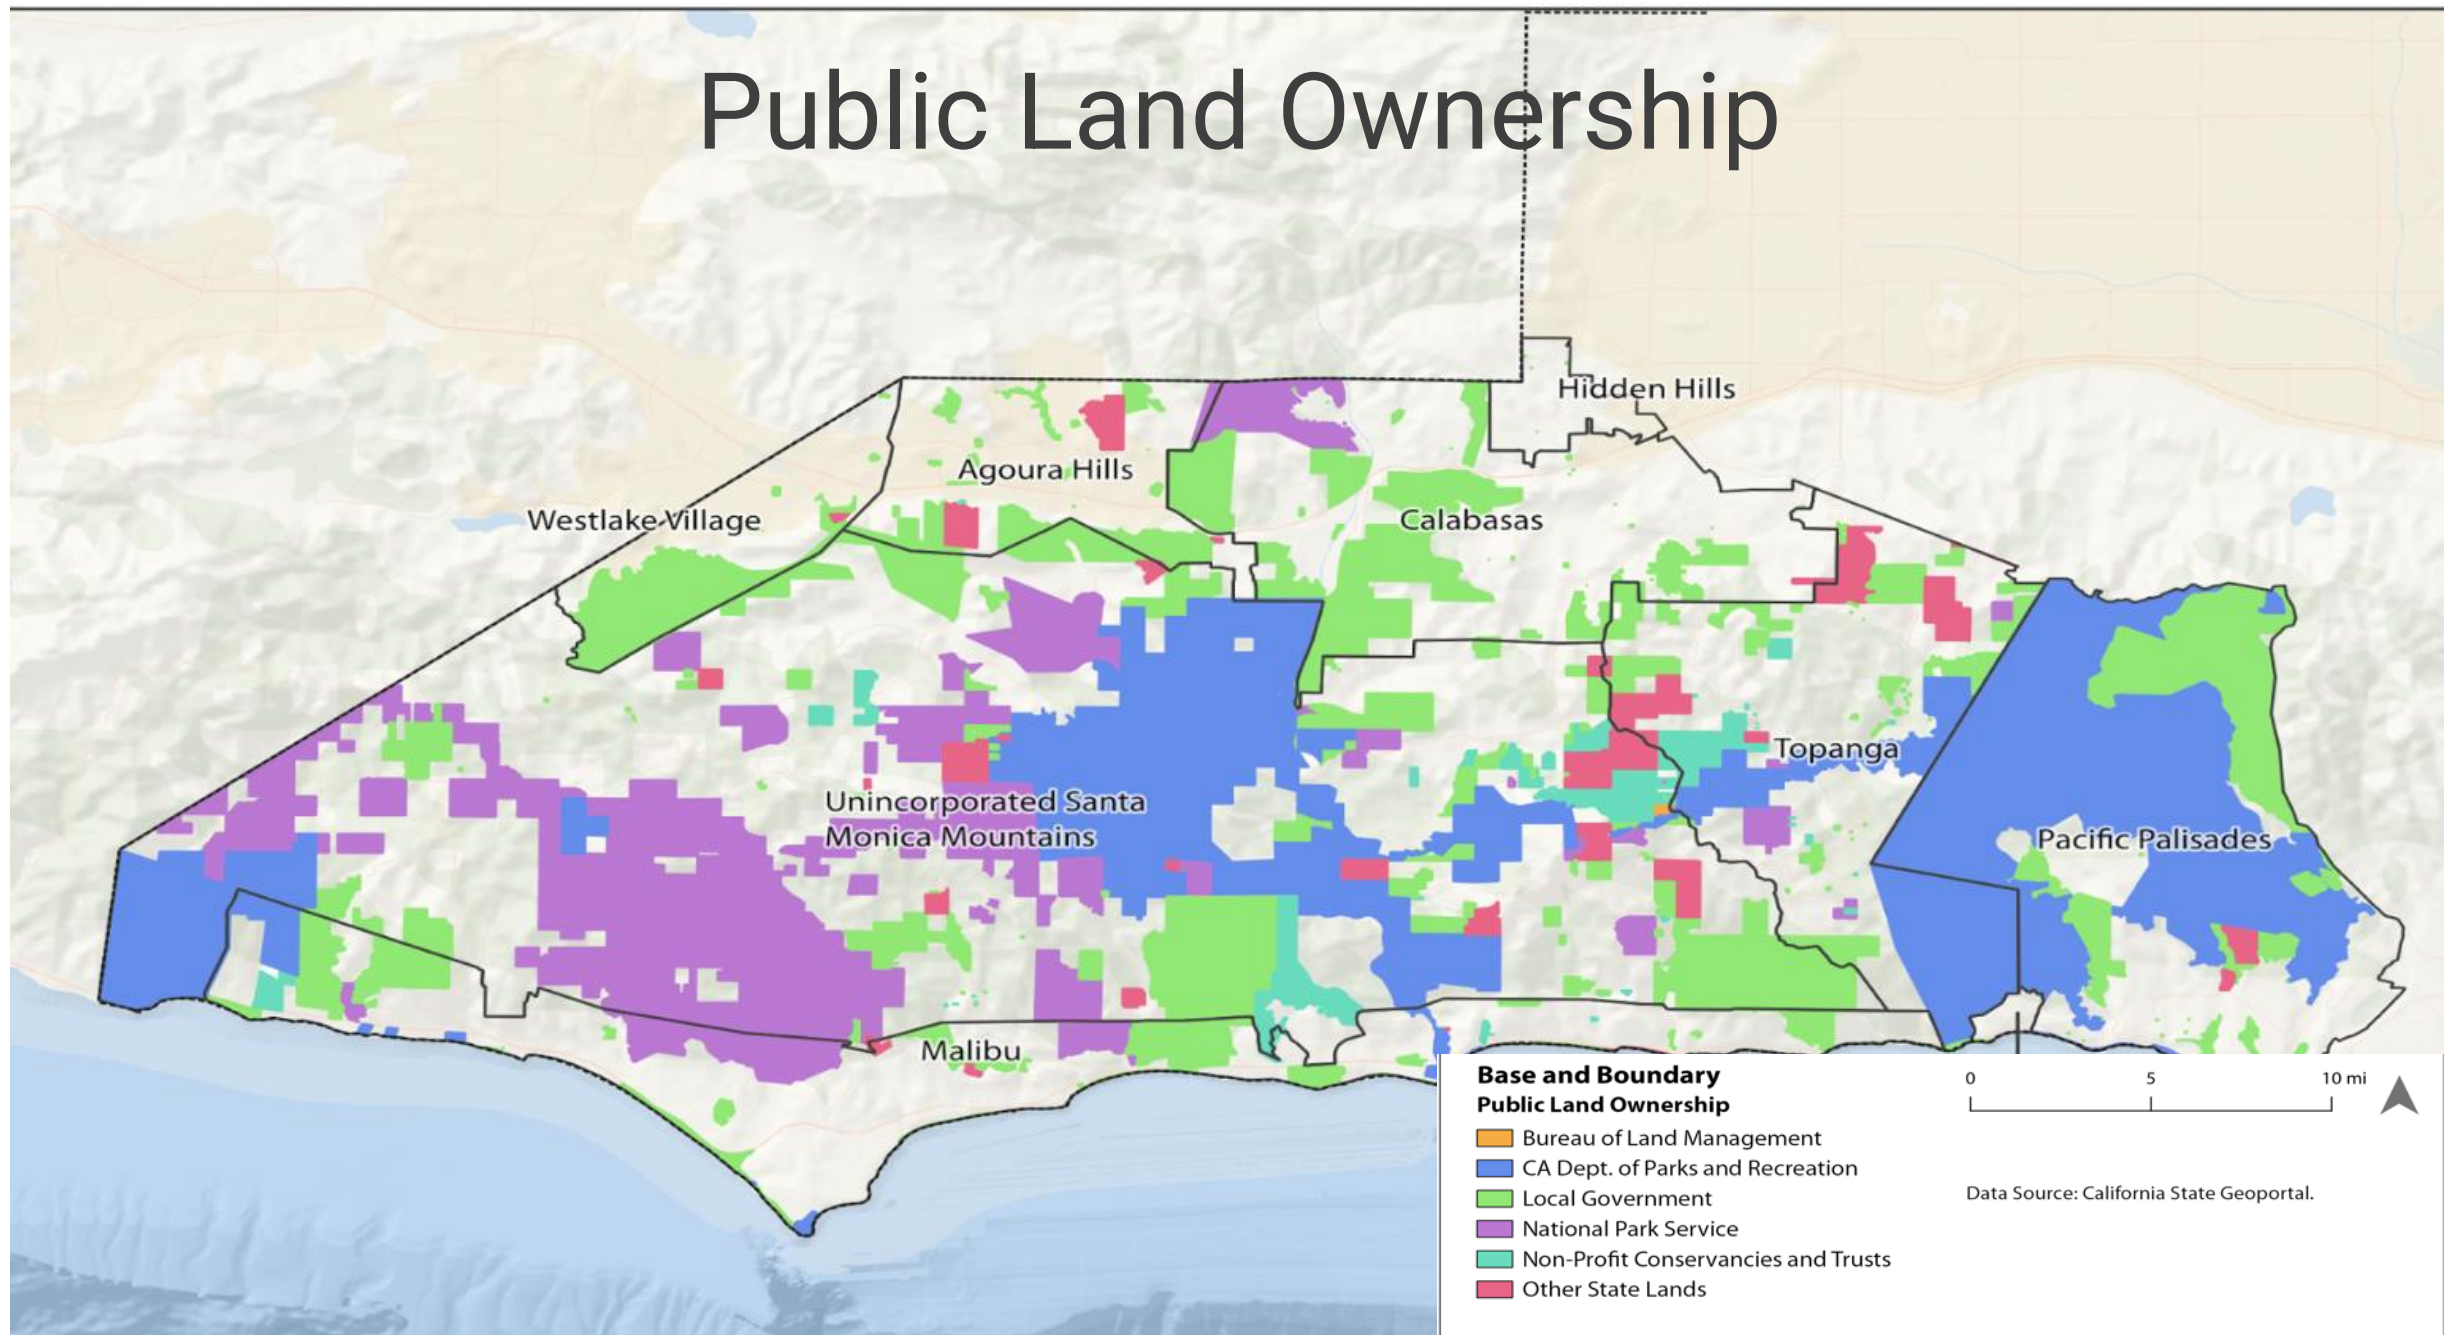 Public Land Ownership
Hidden Hills
Agoura Hills
Westlake Village
Calabasas
Topanga
Unincorporated Santa
Monica Mountains
Pacific Palisades
Malibu
Base and Boundary
Public Land Ownership
Bureau of Land Management
CA Dept. of Parks and Recreation
Local Government
National Park Service
Non-Profit Conservancies and Trusts
Other State Lands
0 5 10 mi
Data Source: California State Geoportal.